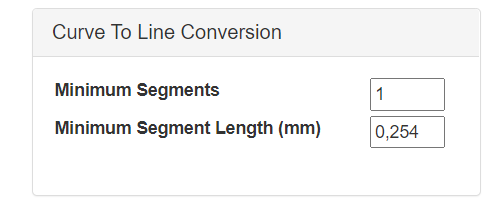 Curve To Line Conversion
Minimum Segments 1
Minimum Segment Length (mm) 0,254